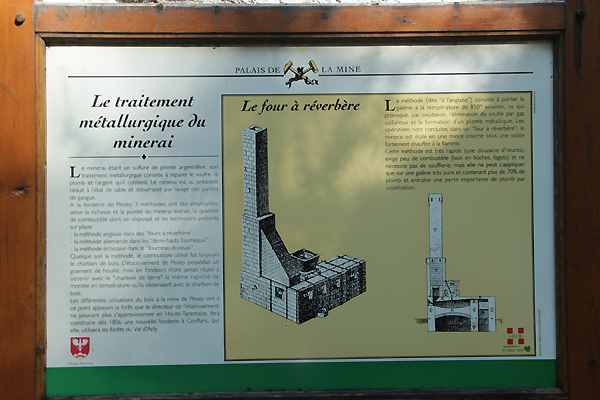 PALAIS DE LA MINE
Le traitement
métallurgique du
minerai
Le minerai étant un sulfure de plomb argentifère, son
traitement métallurgique consiste à séparer le soufre, le
plomb et l'argent qu'il contient. Le minerai est au préalable
réduit à l'état de sable et débarrassé par lavage des parties
de gangue.
A la fonderie de Peisey, 3 méthodes ont été employées,
selon la richesse et la pureté du minerai extrait, la quantité
de combustible dont on disposait et les techniciens présents
sur place:
- la méthode anglaise dans des "fours à réverbère";
- la méthode allemande dans les "demi-hauts fourneaux";
- la méthode écossaise dans le "fourneau écossais".
Quelque soit la méthode, le combustible utilisé fut toujours
le charbon de bois. L'établissement de Peisey possédait un
gisement de houille, mais les fondeurs n'ont jamais réussi à
obtenir avec le "charbon de terre" la même rapidité de
montée en température qu'ils obtenaient avec le charbon de
bois.
Les différentes utilisations du bois à la mine de Peisey ont à
ce point appauvri la forêt que le directeur de l'établissement,
ne pouvant plus s'approvisionner en Haute-Tarentaise, fera
construire dès 1806 une nouvelle fonderie à Conflans, qui,
elle, utilisera les forêts du Val d'Arly.
Le four à réverbère
La méthode (dite "à l'anglaise") consiste à porter la
galène à la température de 850° environ, ce qui
provoque, par oxydation, l'élimination du soufre par gaz
sulfureux et la formation d'un plomb métallique. Les
opérations sont conduites dans un "four à réverbère"; le
minerai est étalé en une mince couche sous une voûte
fortement chauffée à la flamme.
Cette méthode est très rapide (une douzaine d'heures),
exige peu de combustible (bois en bûches, fagots) et ne
nécessite pas de soufflerie, mais elle ne peut s'appliquer
que sur une galène très pure et contenant plus de 70% de
plomb et entraîne une perte importante de plomb par
volatilisation.